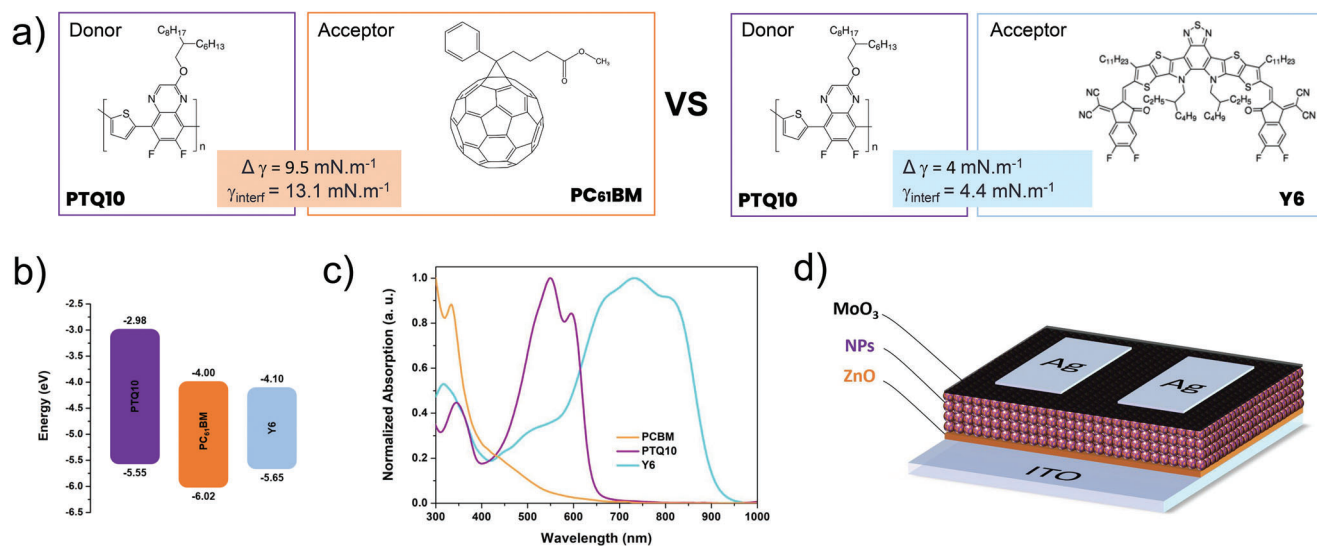 a)
Donor
C8H17
C6H13
O
N
N
S
F
F
n
PTQ10
Acceptor
O
O
CH3
PC61BM
Δ γ = 9.5 mN.m-1
γinterf = 13.1 mN.m-1
VS
Donor
C8H17
C6H13
O
N
N
S
F
F
n
PTQ10
Acceptor
S
N
N
C11H23
S
S
C11H23
S
N
N
S
NC
CN
C2H5
C2H5
O
O
CN
NC
C4H9
C4H9
F
F
F
F
Y6
Δ γ = 4 mN.m-1
γinterf = 4.4 mN.m-1
b)
Energy (eV)
-2.5
-3.0
-3.5
-4.0
-4.5
-5.0
-5.5
-6.0
-6.5
-2.98
PTQ10
-5.55
-4.00
PC61BM
-6.02
-4.10
Y6
-5.65
c)
Normalized Absorption (a. u.)
1.0
0.8
0.6
0.4
0.2
0.0
PCBM
PTQ10
Y6
300 400 500 600 700 800 900 1000
Wavelength (nm)
d)
MoO3
NPs
ZnO
Ag
Ag
ITO